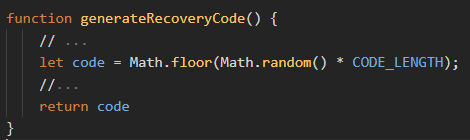 function generateRecoveryCode() {
// ...
let code = Math.floor(Math.random() * CODE_LENGTH);
//...
return code
}